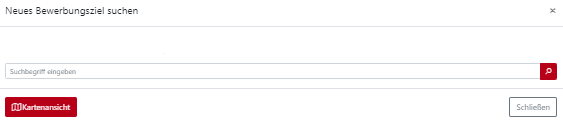 Neues Bewerbungsziel suchen
×
Suchbegriff eingeben
Kartenansicht
Schließen